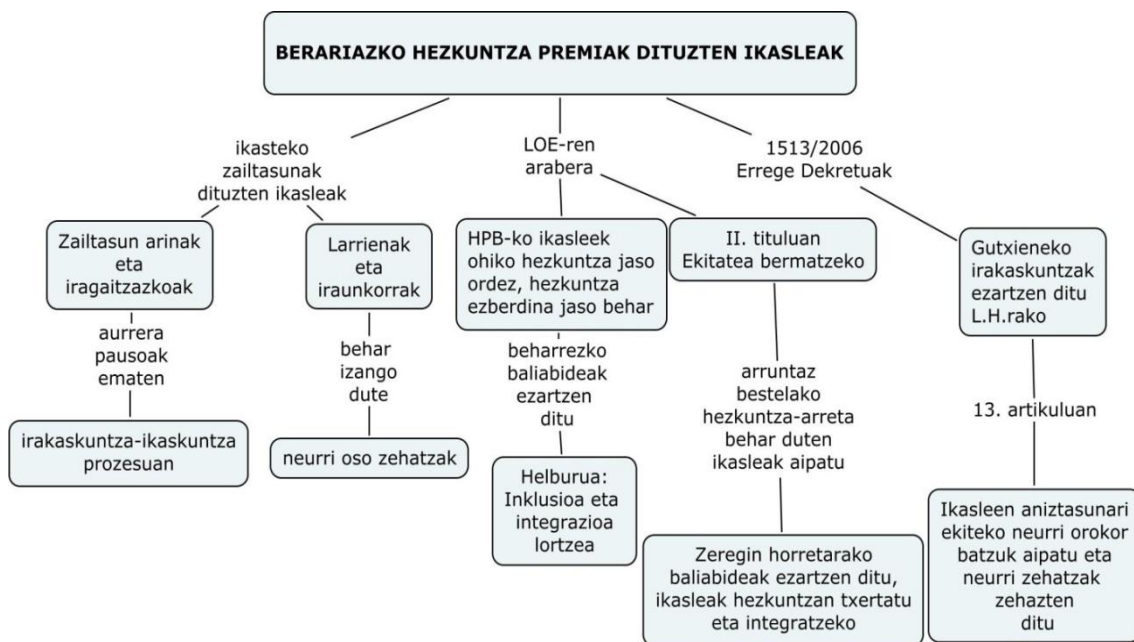 BERARIAZKO HEZKUNTZA PREMIAK DITUZTEN IKASLEAK
ikasteko
zailtasunak
dituzten ikasleak
Zailtasun arinak
eta
iragaitzazkoak
aurrera
pausoak
ematen
irakaskuntza-ikaskuntza
prozesuan
Larrienak
eta
iraunkorrak
behar
izango
dute
neurri oso zehatzak
LOE-ren
arabera
HPB-ko ikasleek
ohiko hezkuntza jaso
ordez, hezkuntza
ezberdina jaso behar
beharrezko
baliabideak
ezartzen
ditu
Helburua:
Inklusioa eta
integrazioa
lortzea
II. tituluan
Ekitatea bermatzeko
arruntaz
bestelako
hezkuntza-arreta
behar duten
ikasleak aipatu
Zeregin horretarako
baliabideak ezartzen ditu,
ikasleak hezkuntzan txertatu
eta integratzeko
1513/2006
Errege Dekretuak
Gutxieneko
irakaskuntzak
ezartzen ditu
L.H.rako
13. artikuluan
Ikasleen aniztasunari
ekiteko neurri orokor
batzuk aipatu eta
neurri zehatzak
zehazten
ditu